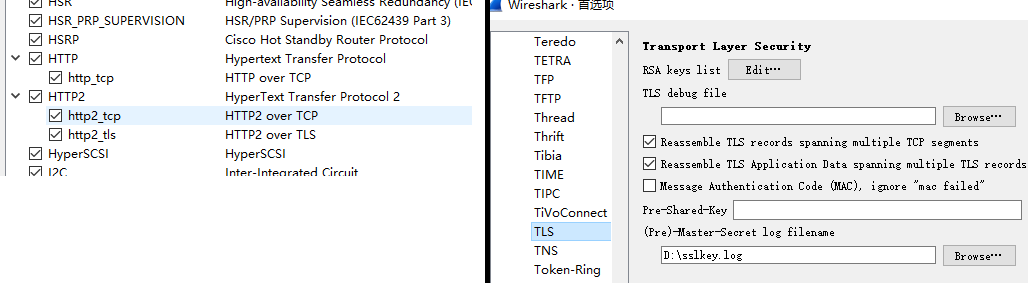 HSR High-availability Seamless Redundancy (IEC
HSR_PRP_SUPERVISION HSR/PRP Supervision (IEC62439 Part 3)
HSRP Cisco Hot Standby Router Protocol
HTTP Hypertext Transfer Protocol
http_tcp HTTP over TCP
HTTP2 HyperText Transfer Protocol 2
http2_tcp HTTP2 over TCP
http2_tls HTTP2 over TLS
HyperSCSI HyperSCSI
I2C Inter-Integrated Circuit
Wireshark · 首选项
Teredo
TETRA
TFP
TFTP
Thread
Thrift
Tibia
TIME
TIPC
TiVoConnect
TLS
TNS
Token-Ring
Transport Layer Security
RSA keys list Edit…
TLS debug file
Browse…
Reassemble TLS records spanning multiple TCP segments
Reassemble TLS Application Data spanning multiple TLS records
Message Authentication Code (MAC), ignore "mac failed"
Pre-Shared-Key
(Pre)-Master-Secret log filename
D:\sslkey.log Browse…